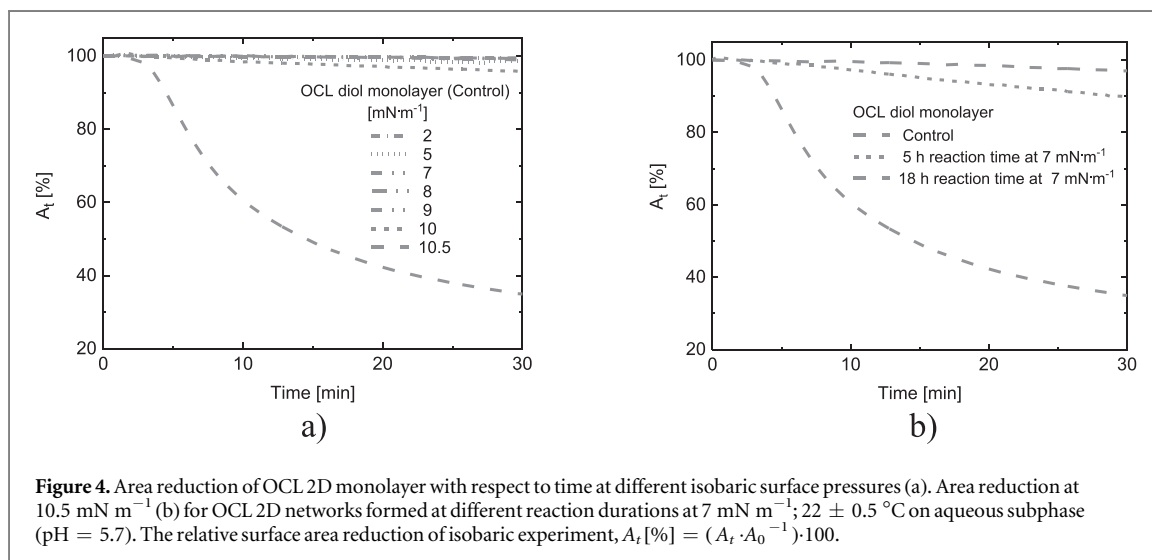 100
80
60
40
20
0
10
20
30
A_t [%]
Time [min]
OCL diol monolayer (Control)
[mN·m⁻¹]
2
5
7
8
9
10
10.5
a)
100
80
60
40
20
0
10
20
30
A_t [%]
Time [min]
OCL diol monolayer
Control
5 h reaction time at 7 mN·m⁻¹
18 h reaction time at 7 mN·m⁻¹
b)
Figure 4. Area reduction of OCL 2D monolayer with respect to time at different isobaric surface pressures (a). Area reduction at
10.5 mN m⁻¹ (b) for OCL 2D networks formed at different reaction durations at 7 mN m⁻¹; 22 ± 0.5 °C on aqueous subphase
(pH = 5.7). The relative surface area reduction of isobaric experiment, A_t[%] = (A_t·A_0⁻¹)·100.